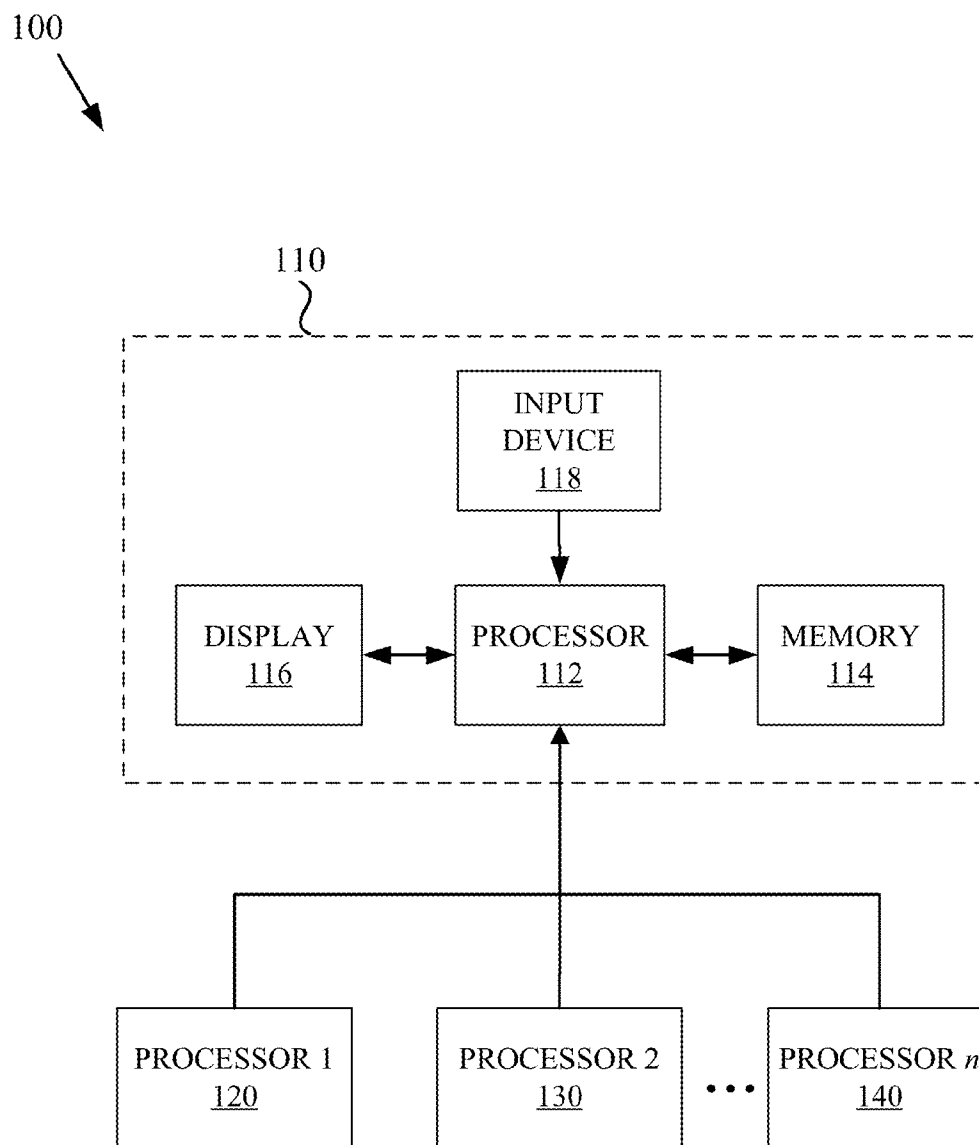 100
110
INPUT
DEVICE
118
DISPLAY
116
PROCESSOR
112
MEMORY
114
PROCESSOR 1
120
PROCESSOR 2
130
PROCESSOR n
140